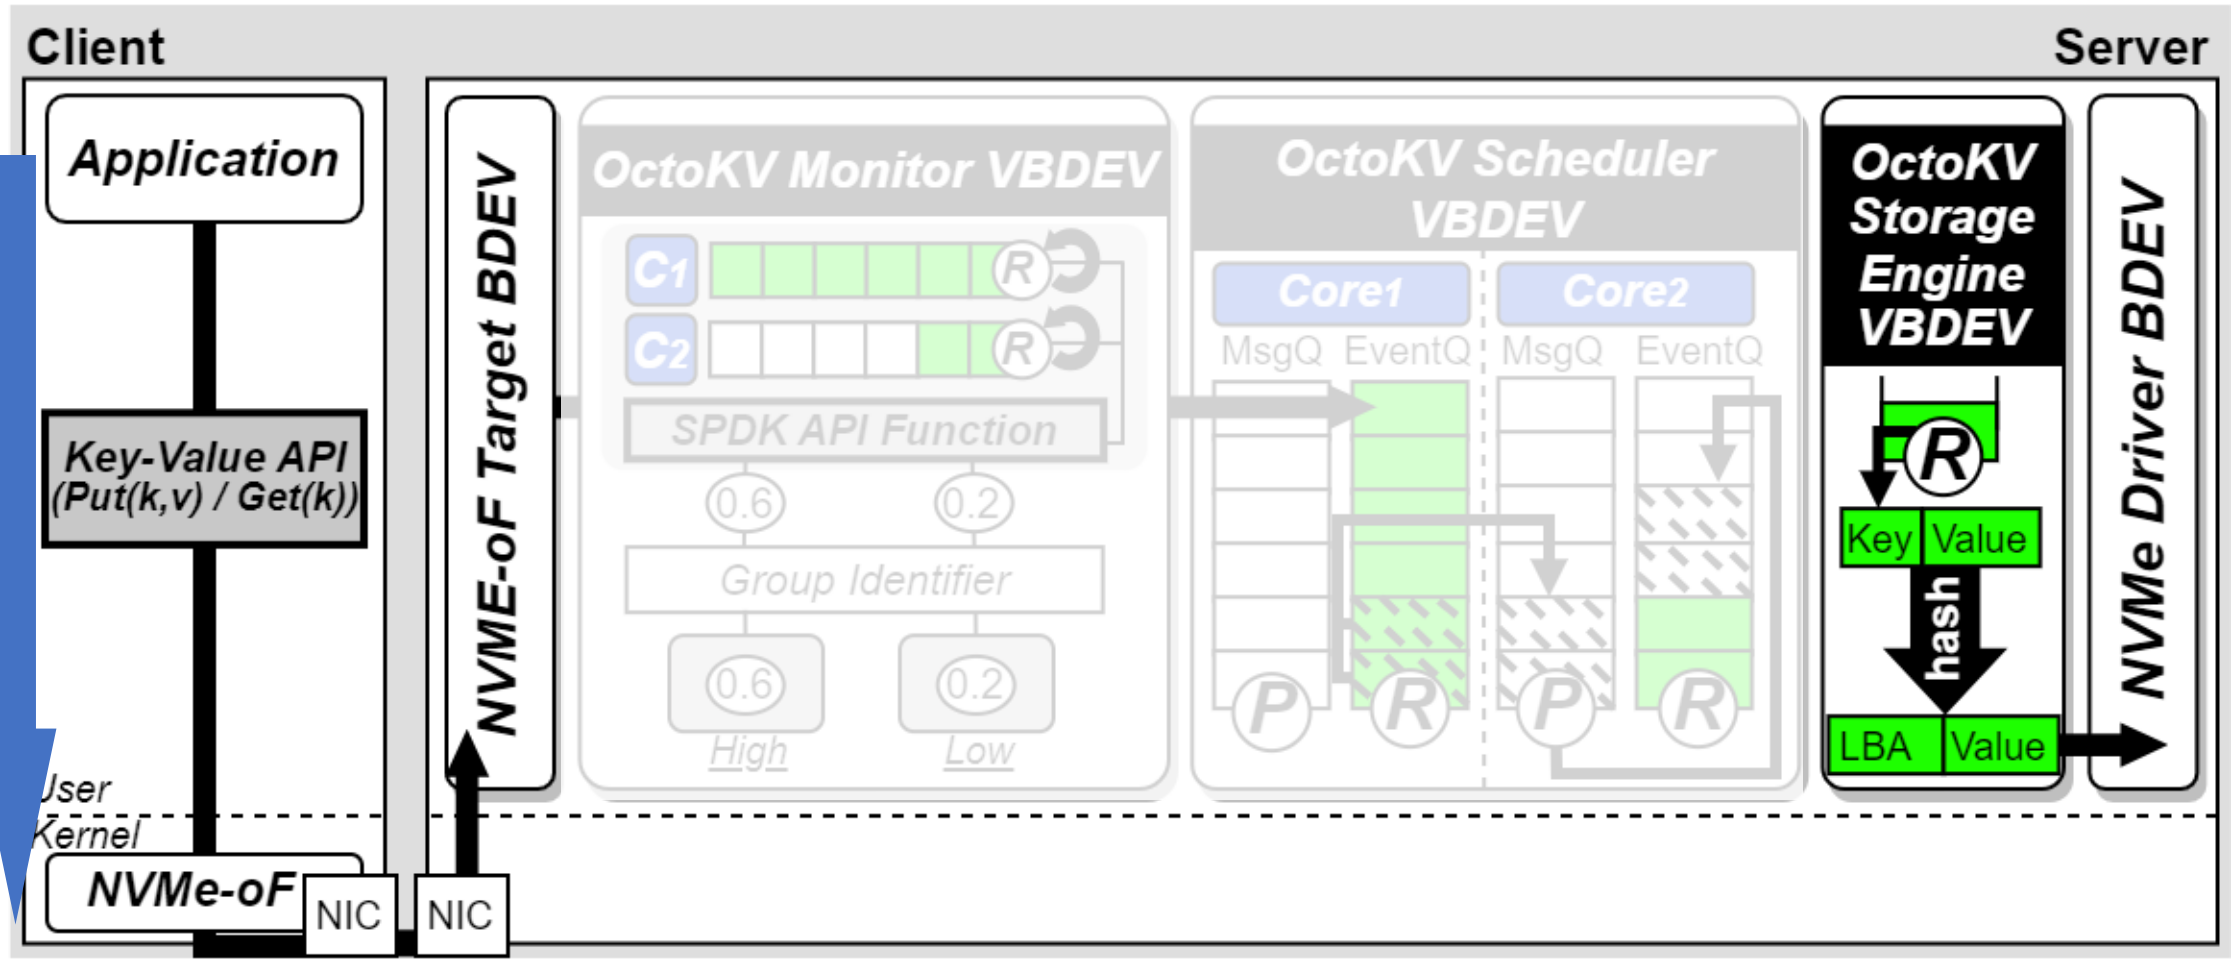 Client
Server
Application
Key-Value API
(Put(k,v) / Get(k))
User
Kernel
NVMe-oF
NIC
NIC
NVME-oF Target BDEV
OctoKV Monitor VBDEV
C1
R
C2
R
SPDK API Function
0.6
0.2
Group Identifier
0.6
0.2
High
Low
OctoKV Scheduler
VBDEV
Core1
Core2
MsgQ
EventQ
MsgQ
EventQ
P
R
P
R
OctoKV
Storage
Engine
VBDEV
R
Key
Value
hash
LBA
Value
NVMe Driver BDEV